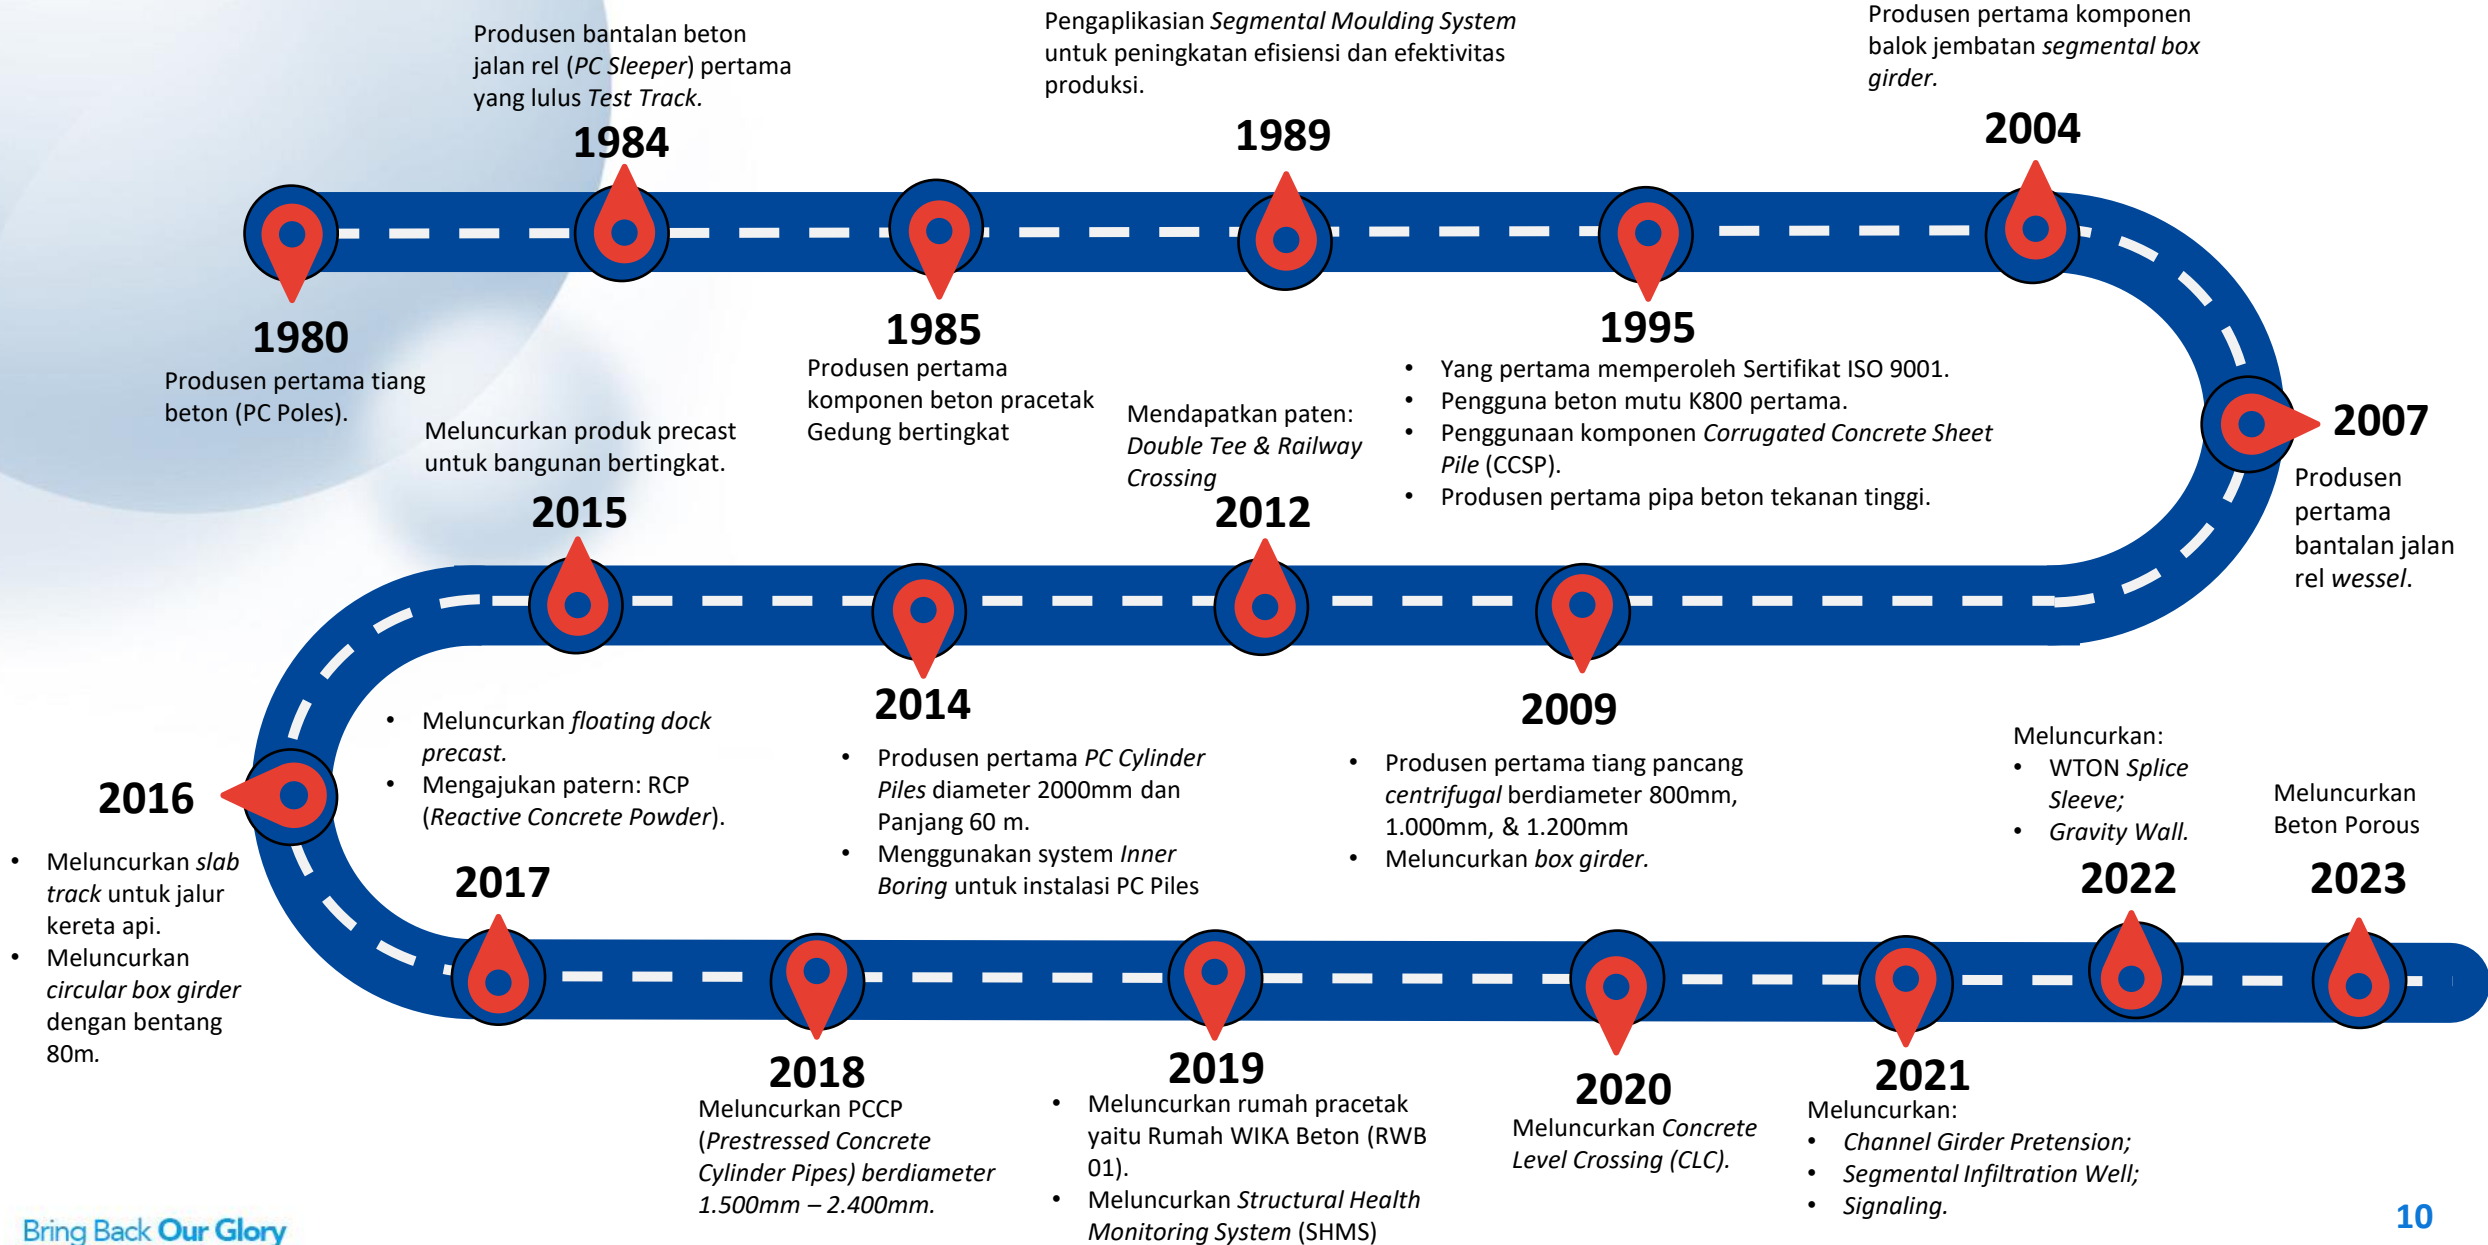 Produsen bantalan beton
jalan rel (PC Sleeper) pertama
yang lulus Test Track.
1984
Pengaplikasian Segmental Moulding System
untuk peningkatan efisiensi dan efektivitas
produksi.
1989
Produsen pertama komponen
balok jembatan segmental box
girder.
2004
1980
Produsen pertama tiang
beton (PC Poles).
1985
Produsen pertama
komponen beton pracetak
Gedung bertingkat
1995
• Yang pertama memperoleh Sertifikat ISO 9001.
• Pengguna beton mutu K800 pertama.
• Penggunaan komponen Corrugated Concrete Sheet
Pile (CCSP).
• Produsen pertama pipa beton tekanan tinggi.
2007
Produsen
pertama
bantalan jalan
rel wessel.
Meluncurkan produk precast
untuk bangunan bertingkat.
2015
Mendapatkan paten:
Double Tee & Railway
Crossing
2012
2014
• Produsen pertama PC Cylinder
Piles diameter 2000mm dan
Panjang 60 m.
• Menggunakan system Inner
Boring untuk instalasi PC Piles
2009
• Produsen pertama tiang pancang
centrifugal berdiameter 800mm,
1.000mm, & 1.200mm
• Meluncurkan box girder.
2016
• Meluncurkan slab
track untuk jalur
kereta api.
• Meluncurkan
circular box girder
dengan bentang
80m.
• Meluncurkan floating dock
precast.
• Mengajukan patern: RCP
(Reactive Concrete Powder).
2017
Meluncurkan:
• WTON Splice
Sleeve;
• Gravity Wall.
2022
Meluncurkan
Beton Porous
2023
2018
Meluncurkan PCCP
(Prestressed Concrete
Cylinder Pipes) berdiameter
1.500mm – 2.400mm.
2019
• Meluncurkan rumah pracetak
yaitu Rumah WIKA Beton (RWB
01).
• Meluncurkan Structural Health
Monitoring System (SHMS)
2020
Meluncurkan Concrete
Level Crossing (CLC).
2021
Meluncurkan:
• Channel Girder Pretension;
• Segmental Infiltration Well;
• Signaling.
Bring Back Our Glory
10